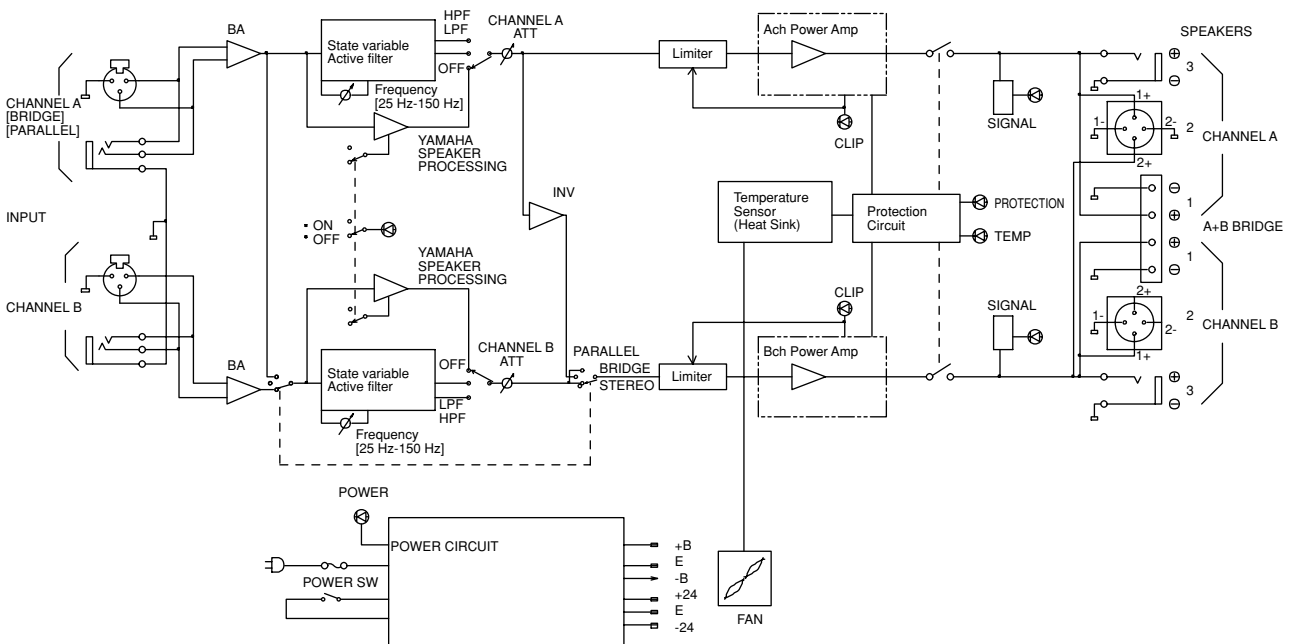 BA
State variable
Active filter
HPF
LPF
OFF
CHANNEL A
ATT
Frequency
[25 Hz-150 Hz]
Limiter
Ach Power Amp
CLIP
SIGNAL
SPEAKERS
⊕
3
⊖
1+
1-
2-
2
2+
CHANNEL A
CHANNEL A
[BRIDGE]
[PARALLEL]
YAMAHA
SPEAKER
PROCESSING
INPUT
ON
OFF
INV
Temperature
Sensor
(Heat Sink)
Protection
Circuit
PROTECTION
TEMP
⊖
1
⊕
A+B BRIDGE
⊕
1
⊖
CHANNEL B
YAMAHA
SPEAKER
PROCESSING
BA
State variable
Active filter
OFF
LPF
HPF
CHANNEL B
ATT
Frequency
[25 Hz-150 Hz]
PARALLEL
BRIDGE
STEREO
Limiter
CLIP
Bch Power Amp
SIGNAL
2+
1-
2-
2
1+
CHANNEL B
⊕
3
⊖
POWER
POWER CIRCUIT
POWER SW
+B
E
-B
+24
E
-24
FAN